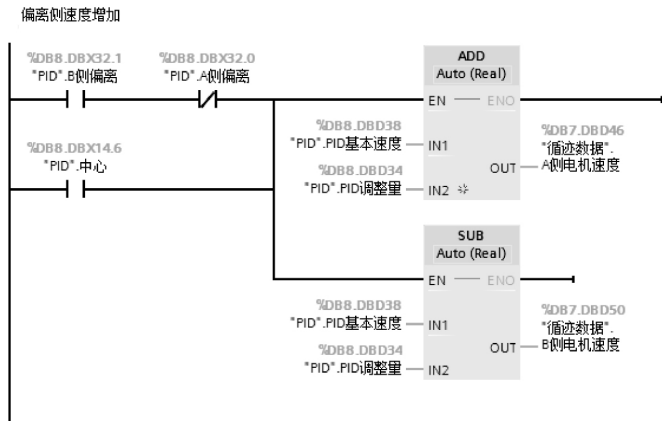 偏离侧速度增加
%DB8.DBX32.1
"PID".B侧偏离
%DB8.DBX32.0
"PID".A侧偏离
ADD
Auto (Real)
EN
ENO
%DB8.DBD38
"PID".PID基本速度
IN1
%DB8.DBD34
"PID".PID调整量
IN2
OUT
%DB7.DBD46
"循迹数据".
A侧电机速度
%DB8.DBX14.6
"PID".中心
SUB
Auto (Real)
EN
ENO
%DB8.DBD38
"PID".PID基本速度
IN1
%DB8.DBD34
"PID".PID调整量
IN2
OUT
%DB7.DBD50
"循迹数据".
B侧电机速度